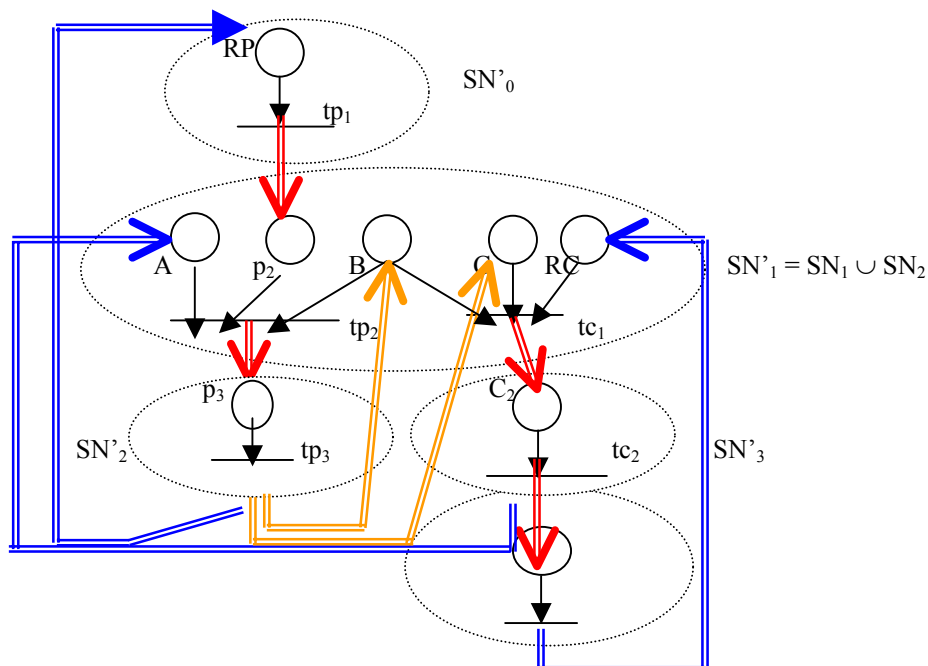 RP
SN’₀
tp₁
A
p₂
B
C
RC
SN’₁ = SN₁ ∪ SN₂
tp₂
tc₁
p₃
C₂
SN’₂
tp₃
tc₂
SN’₃